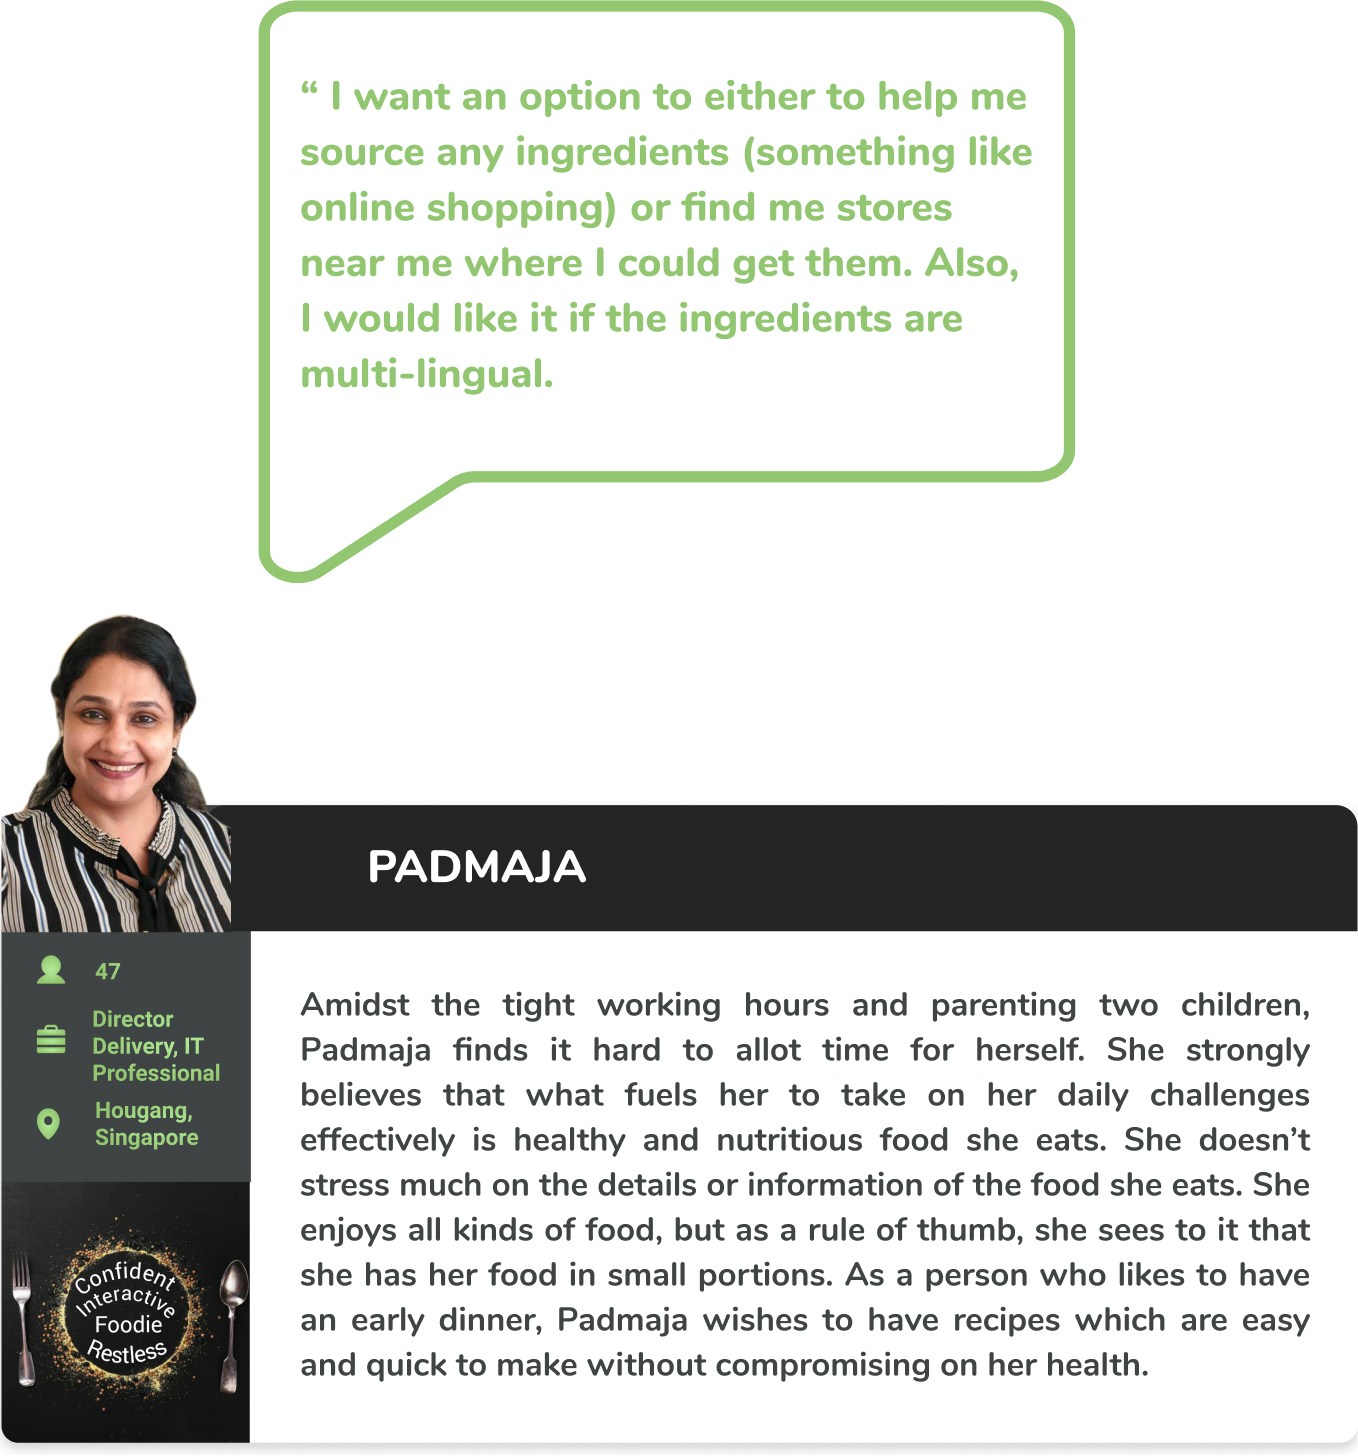 “ I want an option to either to help me
source any ingredients (something like
online shopping) or find me stores
near me where I could get them. Also,
I would like it if the ingredients are
multi-lingual.
PADMAJA
47
Director
Delivery, IT
Professional
Hougang,
Singapore
Confident
Interactive
Foodie
Restless
Amidst the tight working hours and parenting two children,
Padmaja finds it hard to allot time for herself. She strongly
believes that what fuels her to take on her daily challenges
effectively is healthy and nutritious food she eats. She doesn’t
stress much on the details or information of the food she eats. She
enjoys all kinds of food, but as a rule of thumb, she sees to it that
she has her food in small portions. As a person who likes to have
an early dinner, Padmaja wishes to have recipes which are easy
and quick to make without compromising on her health.